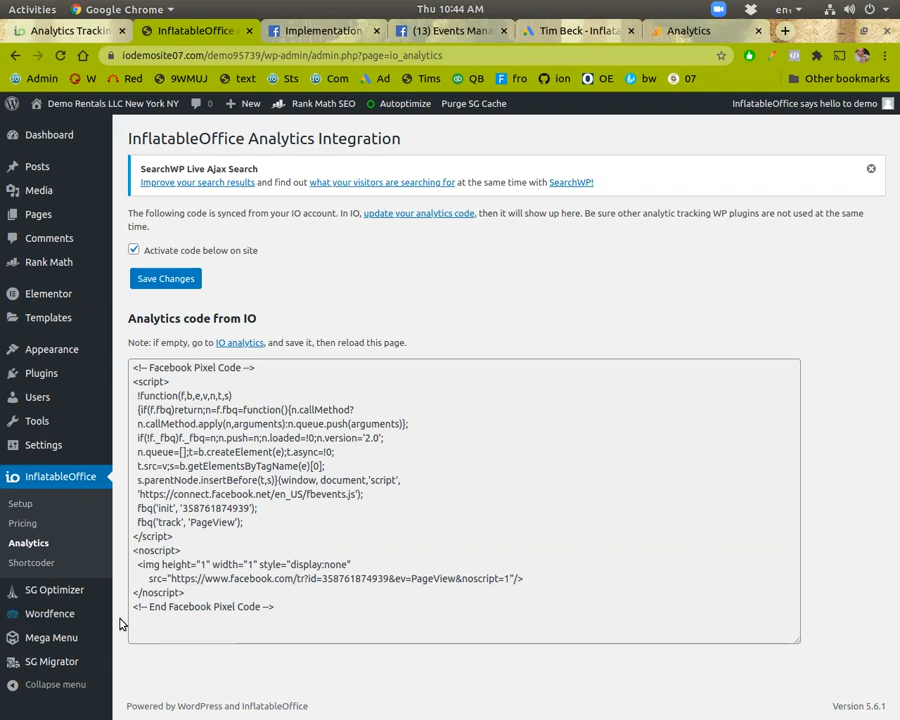 Activities
Google Chrome
Thu 10:44 AM
en₁
Analytics Trackin
InflatableOffice
Implementation
(13) Events Man
Tim Beck - Inflat
Analytics
iodemosite07.com/demo95739/wp-admin/admin.php?page=io_analytics
Admin
W
Red
9WMUJ
text
Sts
Com
Ad
Tims
QB
fro
ion
OE
bw
07
Other bookmarks
Demo Rentals LLC New York NY
0
New
Rank Math SEO
Autoptimize
Purge SG Cache
InflatableOffice says hello to demo
Dashboard
Posts
Media
Pages
Comments
Rank Math
Elementor
Templates
Appearance
Plugins
Users
Tools
Settings
InflatableOffice
Setup
Pricing
Analytics
Shortcoder
SG Optimizer
Wordfence
Mega Menu
SG Migrator
Collapse menu
InflatableOffice Analytics Integration
SearchWP Live Ajax Search
Improve your search results and find out what your visitors are searching for at the same time with SearchWP!
The following code is synced from your IO account. In IO, update your analytics code, then it will show up here. Be sure other analytic tracking WP plugins are not used at the same
time.
Activate code below on site
Save Changes
Analytics code from IO
Note: if empty, go to IO analytics, and save it, then reload this page.
<!-- Facebook Pixel Code -->
<script>
!function(f,b,e,v,n,t,s)
{if(f.fbq)return;n=f.fbq=function(){n.callMethod?
n.callMethod.apply(n,arguments):n.queue.push(arguments)};
if(!f._fbq)f._fbq=n;n.push=n;n.loaded=!0;n.version='2.0';
n.queue=[];t=b.createElement(e);t.async=!0;
t.src=v;s=b.getElementsByTagName(e)[0];
s.parentNode.insertBefore(t,s)}(window, document,'script',
'https://connect.facebook.net/en_US/fbevents.js');
fbq('init', '358761874939');
fbq('track', 'PageView');
</script>
<noscript>
<img height="1" width="1" style="display:none"
src="https://www.facebook.com/tr?id=358761874939&ev=PageView&noscript=1"/>
</noscript>
<!-- End Facebook Pixel Code -->
Powered by WordPress and InflatableOffice
Version 5.6.1